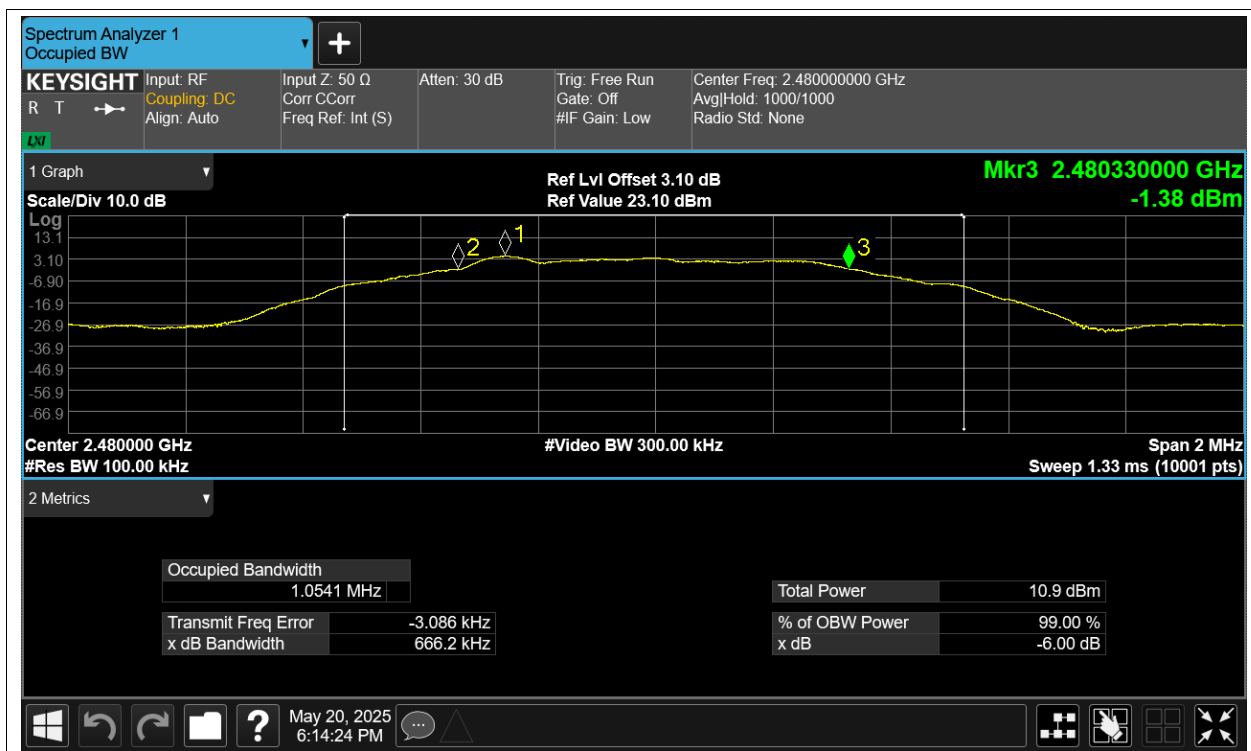 Spectrum Analyzer 1
Occupied BW
KEYSIGHT
R T
LXI
Input: RF
Coupling: DC
Align: Auto
Input Z: 50 Ω
Corr CCorr
Freq Ref: Int (S)
Atten: 30 dB
Trig: Free Run
Gate: Off
#IF Gain: Low
Center Freq: 2.480000000 GHz
Avg|Hold: 1000/1000
Radio Std: None
1 Graph
Scale/Div 10.0 dB
Ref Lvl Offset 3.10 dB
Ref Value 23.10 dBm
Mkr3 2.480330000 GHz
-1.38 dBm
Log
13.1
3.10
-6.90
-16.9
-26.9
-36.9
-46.9
-56.9
-66.9
2
1
3
Center 2.480000 GHz
#Res BW 100.00 kHz
#Video BW 300.00 kHz
Span 2 MHz
Sweep 1.33 ms (10001 pts)
2 Metrics
Occupied Bandwidth
1.0541 MHz
Transmit Freq Error -3.086 kHz
x dB Bandwidth 666.2 kHz
Total Power 10.9 dBm
% of OBW Power 99.00 %
x dB -6.00 dB
?
May 20, 2025
6:14:24 PM